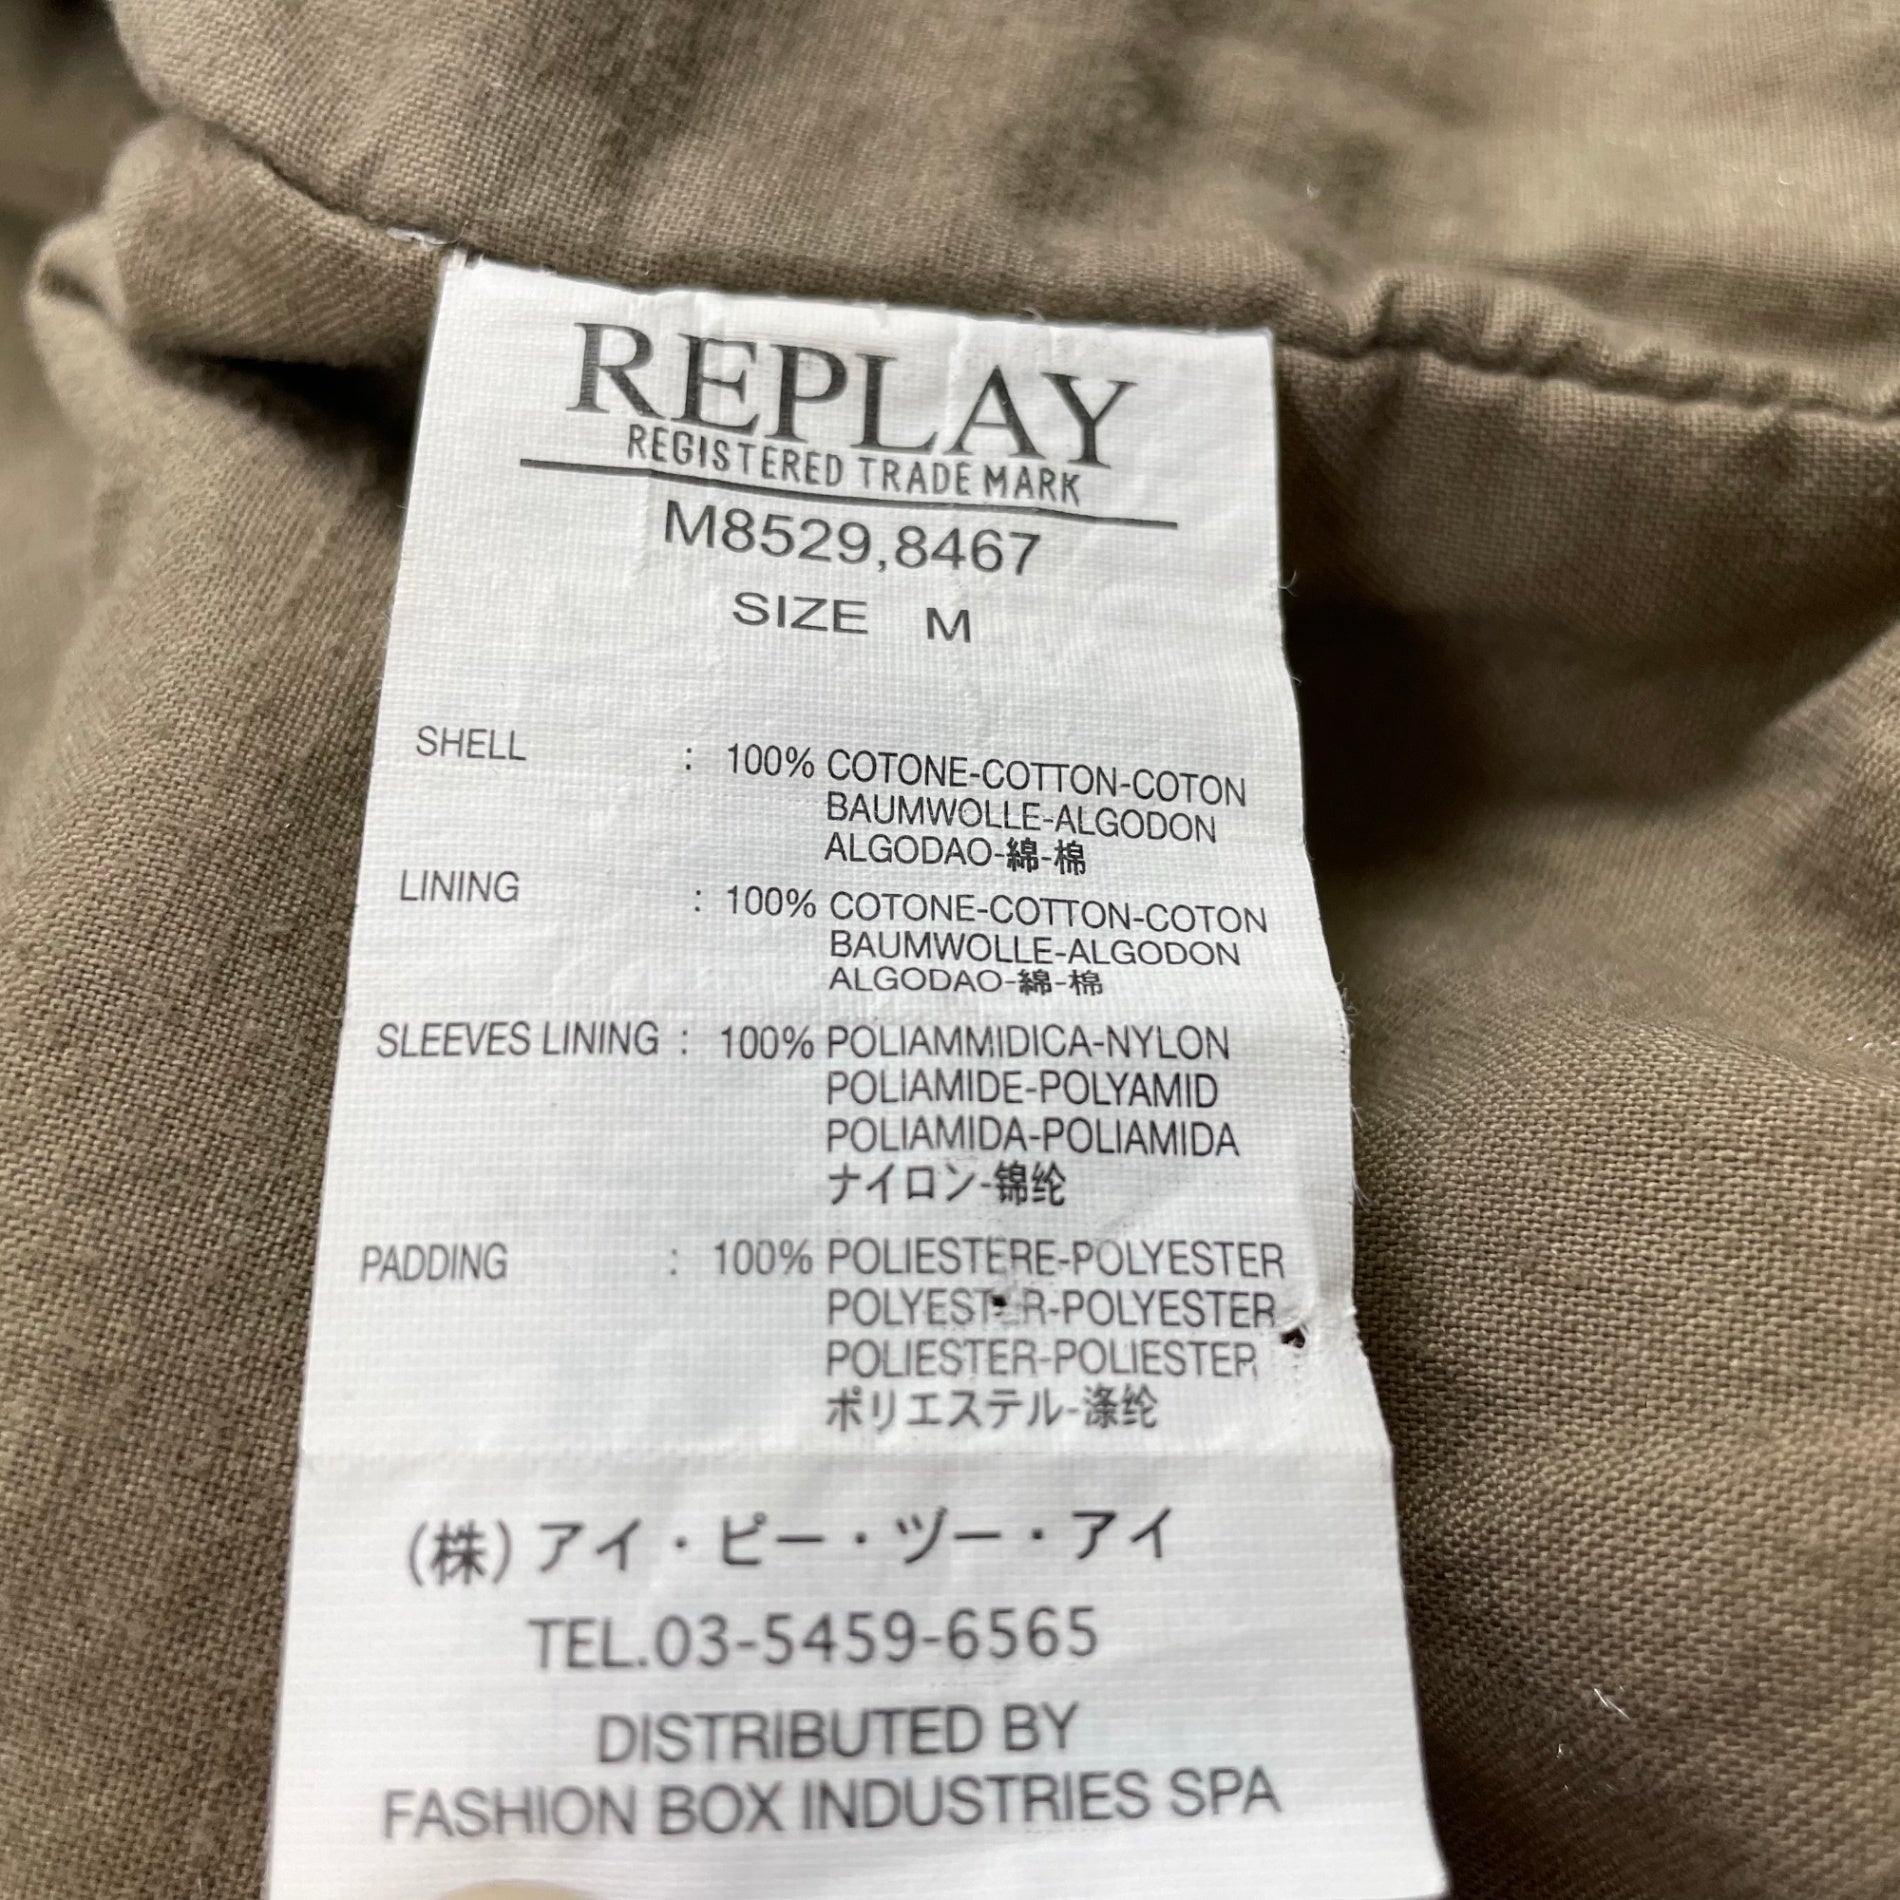 REPLAY
REGISTERED TRADE MARK
M8529,8467
SIZE M
SHELL : 100% COTONE-COTTON-COTON
BAUMWOLLE-ALGODON
ALGODAO-綿-棉
LINING : 100% COTONE-COTTON-COTON
BAUMWOLLE-ALGODON
ALGODAO-綿-棉
SLEEVES LINING : 100% POLIAMMIDICA-NYLON
POLIAMIDE-POLYAMID
POLIAMIDA-POLIAMIDA
ナイロン-锦纶
PADDING : 100% POLIESTERE-POLYESTER
POLYESTER-POLYESTER
POLIESTER-POLIESTER
ポリエステル-涤纶
(株)アイ・ピー・ヅー・アイ
TEL.03-5459-6565
DISTRIBUTED BY
FASHION BOX INDUSTRIES SPA